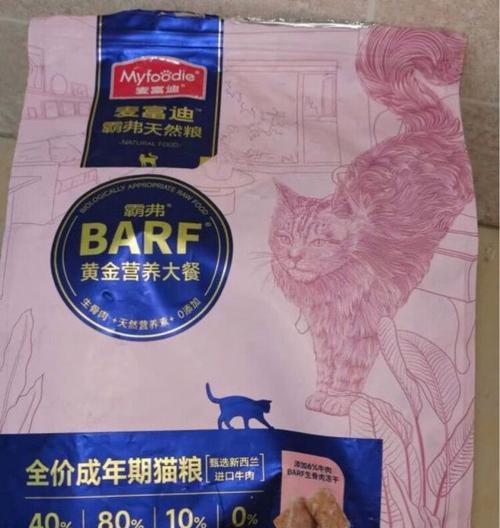 Myfoodie®
麦富迪®
麦富迪™
霸弗天然粮
-NATURAL FOOD-
BIOLOGICALLY APPROPRIATE RAW FOOD
霸弗®
BARF®
黄金营养大餐
生骨肉+天然营养素+0添加
全价成年期猫粮
甄选新西兰
进口牛肉
添加6%牛肉
BARF生骨肉冻干
40% 80% 10% 0%